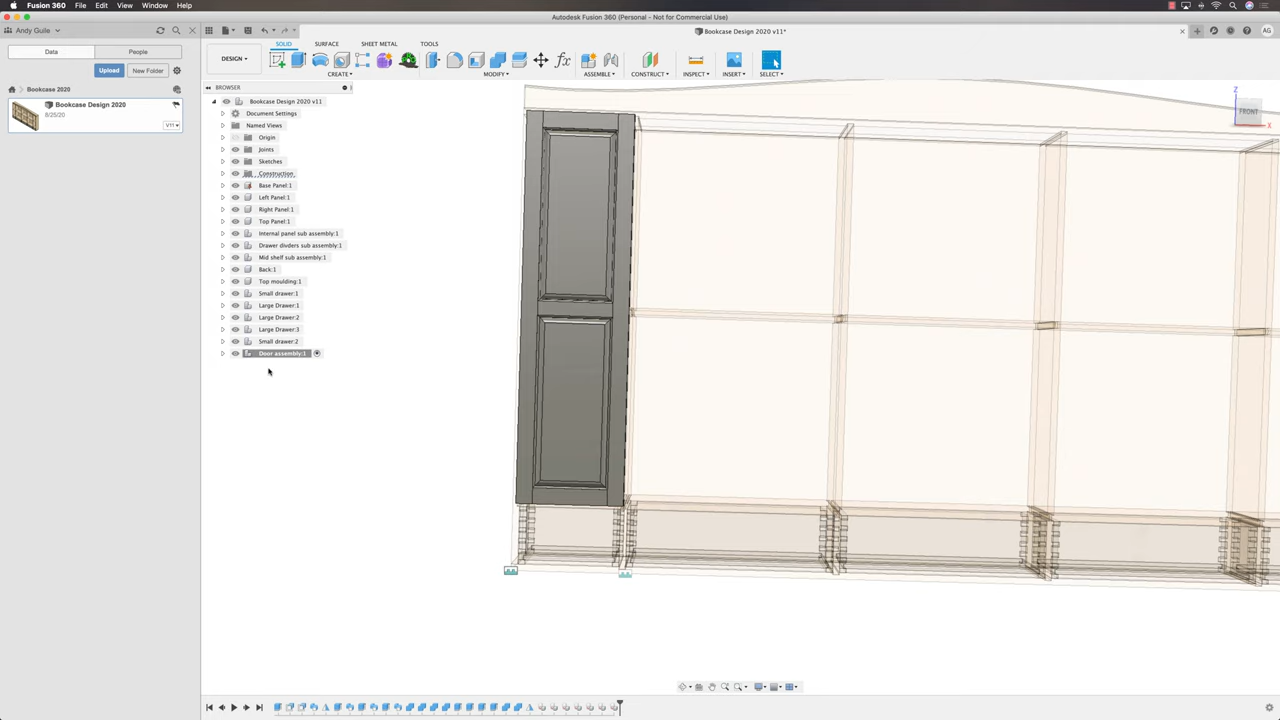 Fusion 360 File Edit View Window Help
Autodesk Fusion 360 (Personal – Not for Commercial Use)
Andy Guile
Bookcase Design 2020 v11*
AG
Data People
SOLID SURFACE SHEET METAL TOOLS
DESIGN
Upload New Folder
CREATE MODIFY ASSEMBLE CONSTRUCT INSPECT INSERT SELECT
Bookcase 2020
BROWSER
Bookcase Design 2020
8/25/20
V11
Bookcase Design 2020 v11
Document Settings
Named Views
Origin
Joints
Sketches
Construction
Base Panel:1
Left Panel:1
Right Panel:1
Top Panel:1
Internal panel sub assembly:1
Drawer divders sub assembly:1
Mid shelf sub assembly:1
Back:1
Top moulding:1
Small drawer:1
Large Drawer:1
Large Drawer:2
Large Drawer:3
Small drawer:2
Door assembly:1
Z
FRONT
X